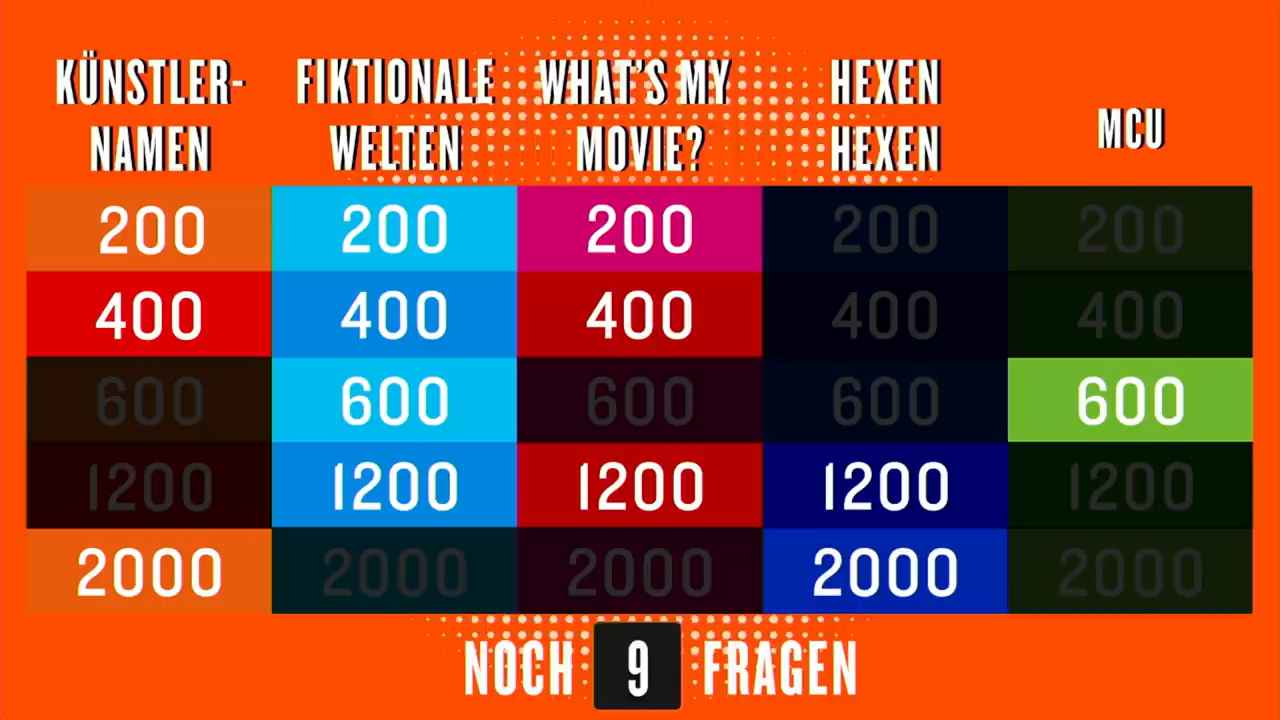 KÜNSTLER-
NAMEN
FIKTIONALE
WELTEN
WHAT'S MY
MOVIE?
HEXEN
HEXEN
MCU
200 200 200 200 200
400 400 400 400 400
600 600 600 600 600
1200 1200 1200 1200 1200
2000 2000 2000 2000 2000
NOCH 9 FRAGEN